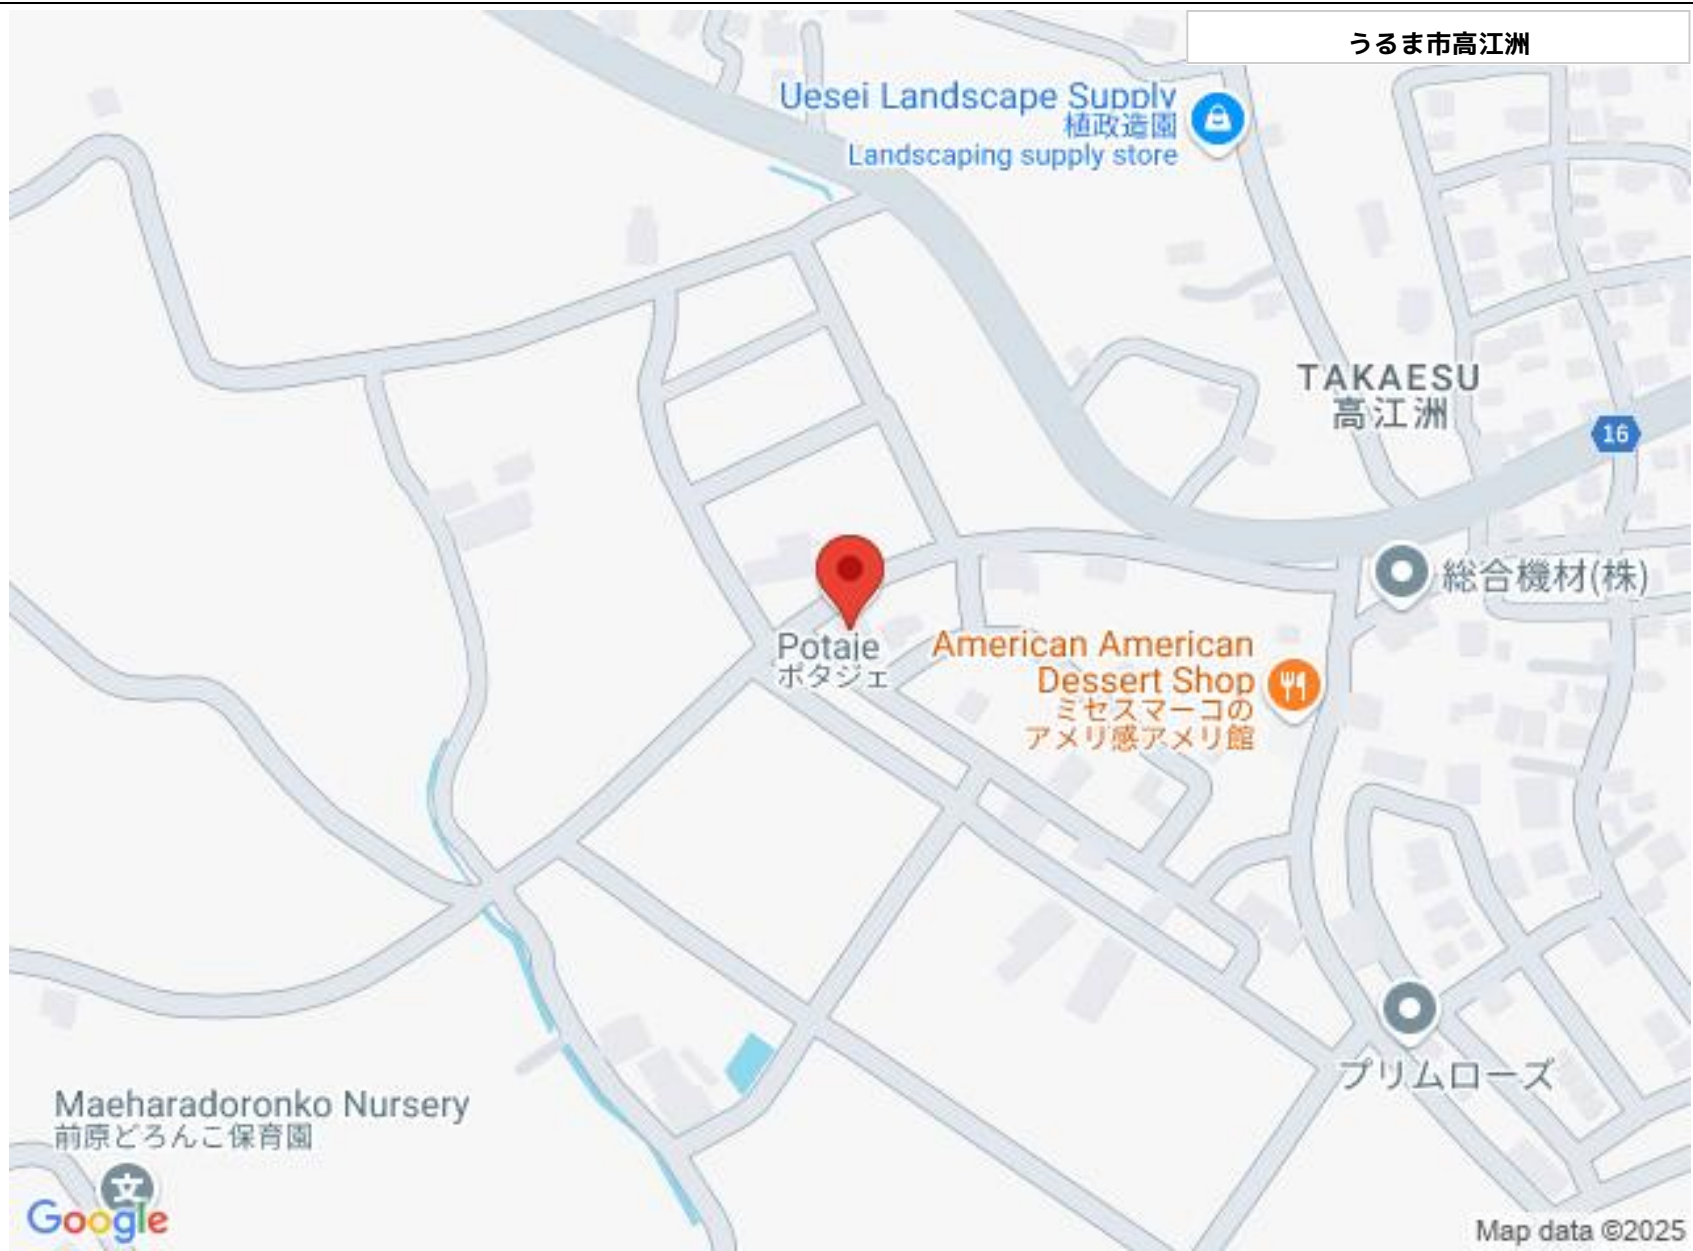 うるま市高江洲
Uesei Landscape Supply
植政造園
Landscaping supply store
TAKAESU
高江洲
16
総合機材(株)
Potaje
ポタジェ
American American
Dessert Shop
ミセスマーコの
アメリ感アメリ館
プリムローズ
Maeharadoronko Nursery
前原どろんこ保育園
文
Google
Map data ©2025